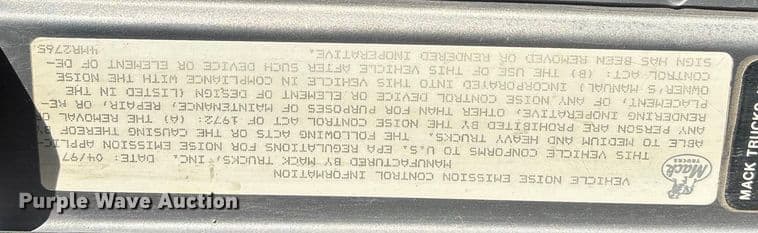 VEHICLE NOISE EMISSION CONTROL INFORMATION
MANUFACTURED BY MACK TRUCKS, INC. DATE: 04/97
THIS VEHICLE CONFORMS TO U.S. EPA REGULATIONS FOR NOISE EMISSION APPLIC-
ABLE TO MEDIUM AND HEAVY TRUCKS. THE FOLLOWING ACTS OR THE CAUSING THEREOF BY
ANY PERSON ARE PROHIBITED BY THE NOISE CONTROL ACT OF 1972: (A) THE REMOVAL OR
RENDERING INOPERATIVE, OTHER THAN FOR PURPOSES OF MAINTENANCE, REPAIR, OR RE-
PLACEMENT, OF ANY NOISE CONTROL DEVICE OR ELEMENT OF DESIGN (LISTED IN THE
OWNER'S MANUAL) INCORPORATED INTO THIS VEHICLE IN COMPLIANCE WITH THE NOISE
CONTROL ACT: (B) THE USE OF THIS VEHICLE AFTER SUCH DEVICE OR ELEMENT OF DE-
SIGN HAS BEEN REMOVED OR RENDERED INOPERATIVE.
4MR2765
Mack
TRUCKS
MACK TRUCKS
Purple Wave Auction